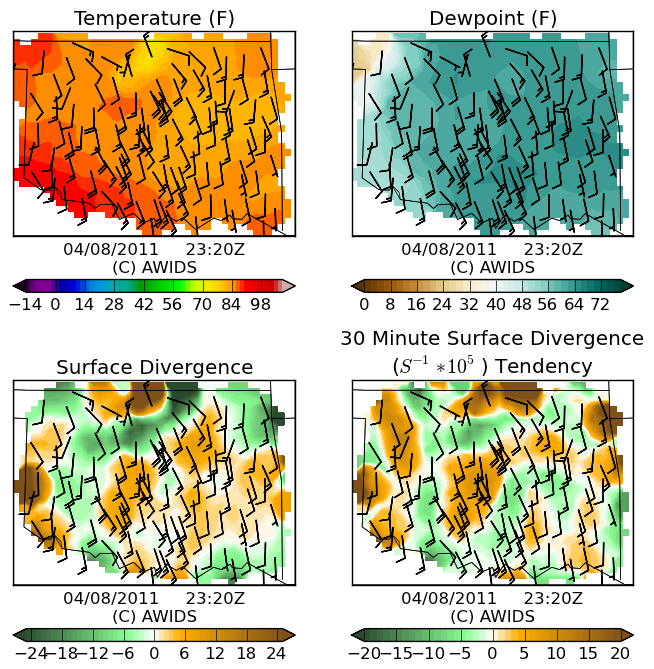 Temperature (F)
Dewpoint (F)
04/08/2011 23:20Z
(C) AWIDS
04/08/2011 23:20Z
(C) AWIDS
−14 0 14 28 42 56 70 84 98
0 8 16 24 32 40 48 56 64 72
Surface Divergence
30 Minute Surface Divergence
(S⁻¹ ∗10⁵ ) Tendency
04/08/2011 23:20Z
(C) AWIDS
04/08/2011 23:20Z
(C) AWIDS
−24−18−12 −6 0 6 12 18 24
−20−15−10 −5 0 5 10 15 20